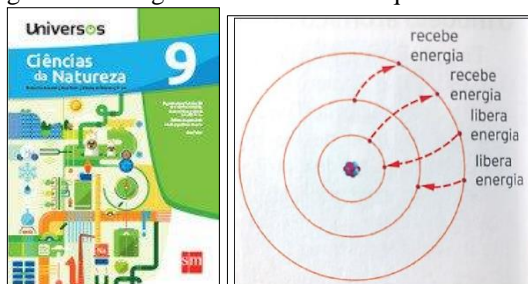 Universos
Ciências
da Natureza
9
sm
recebe
energia
recebe
energia
libera
energia
libera
energia